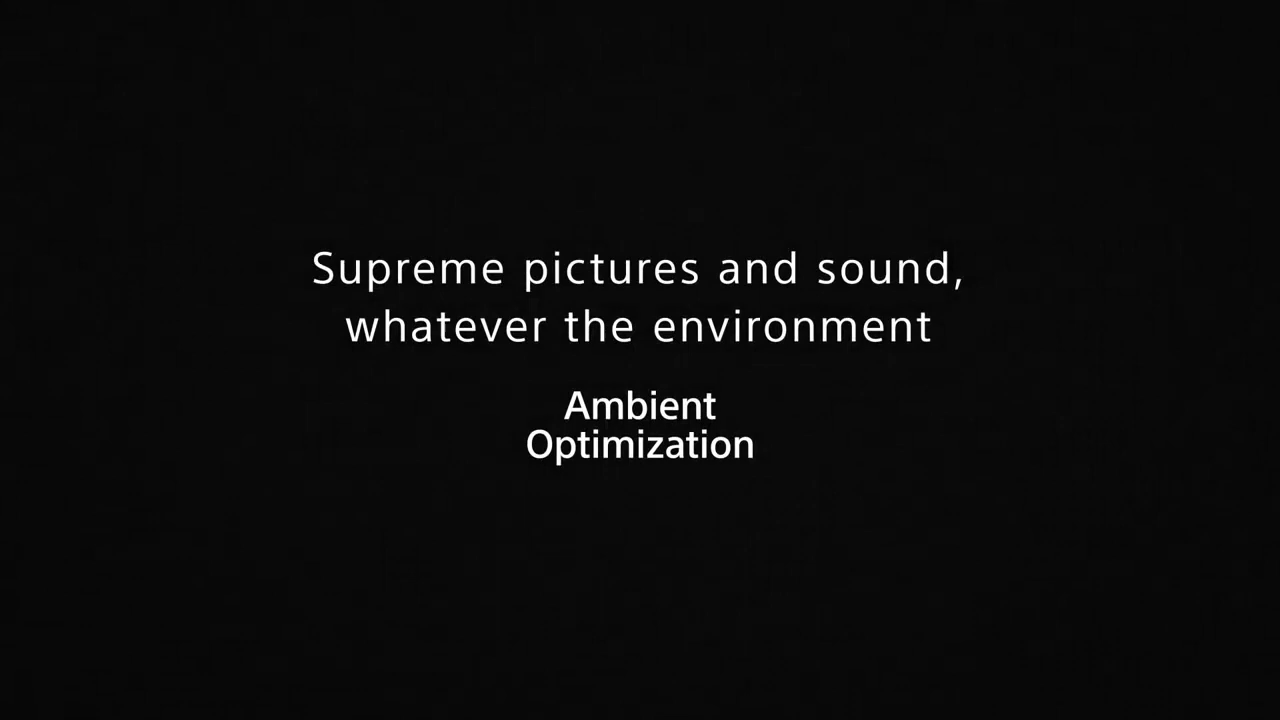 Supreme pictures and sound,
whatever the environment
Ambient
Optimization